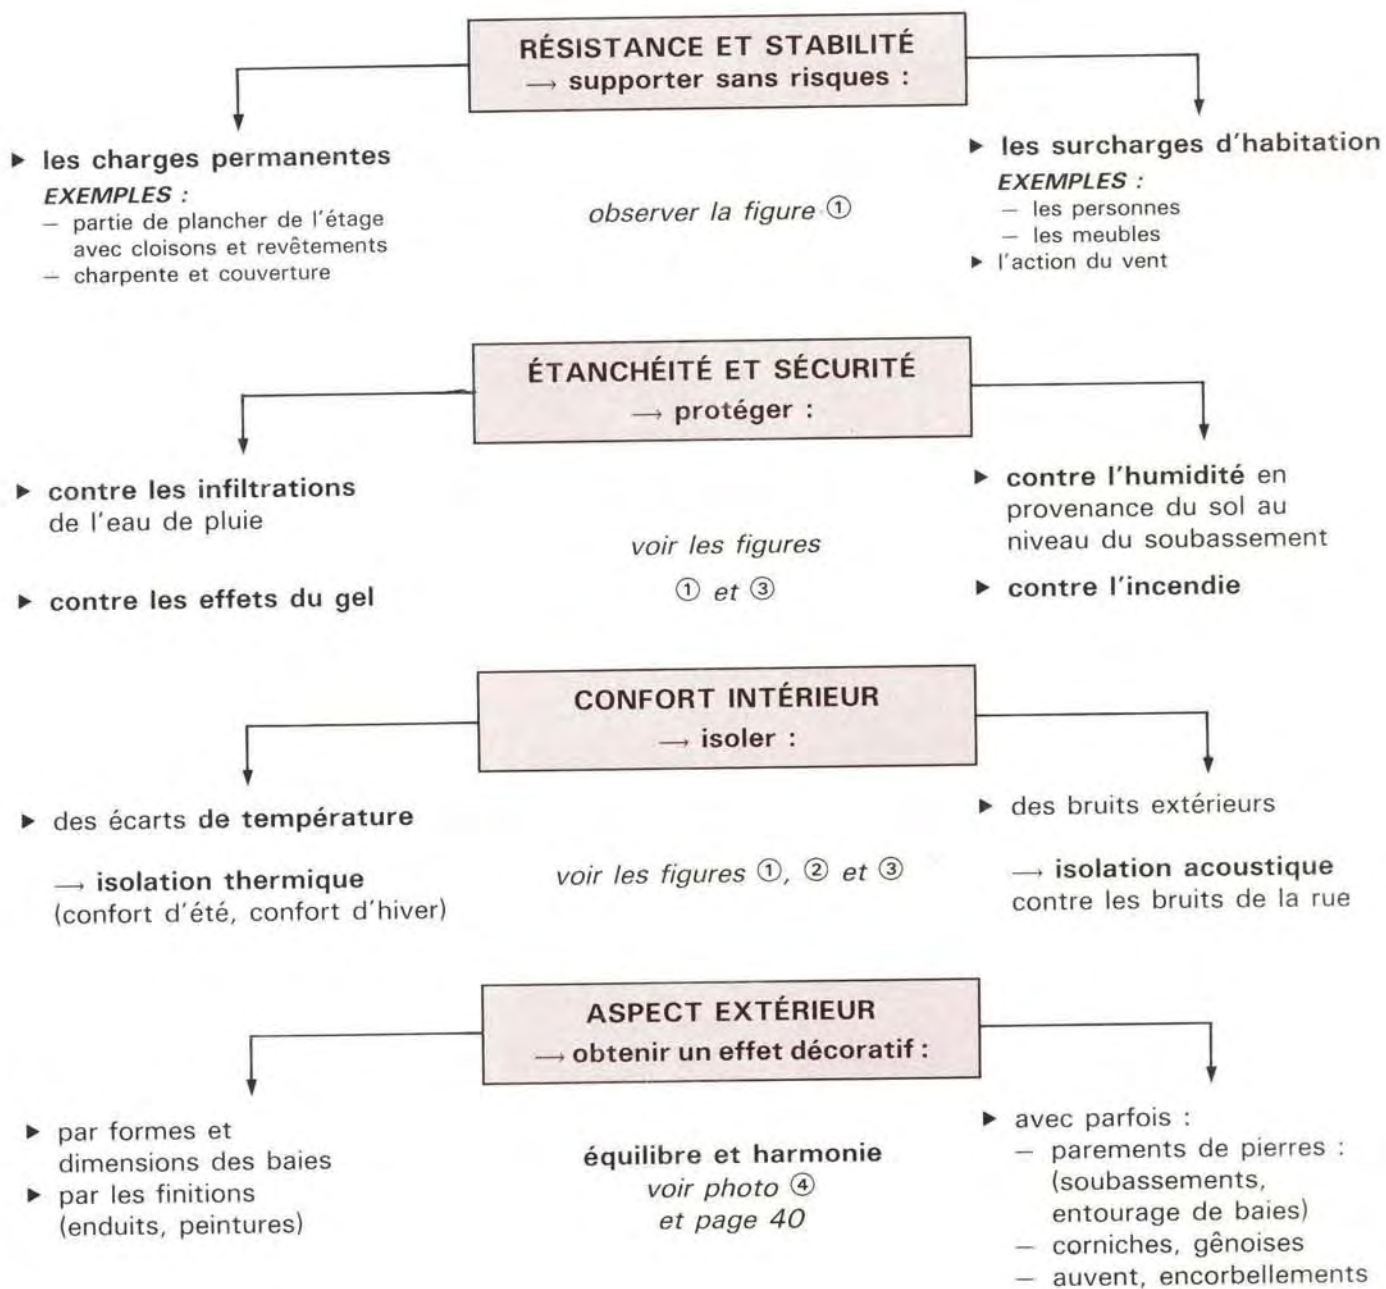 RÉSISTANCE ET STABILITÉ
→ supporter sans risques :
► les charges permanentes
EXEMPLES :
— partie de plancher de l'étage
avec cloisons et revêtements
— charpente et couverture
observer la figure ①
► les surcharges d'habitation
EXEMPLES :
— les personnes
— les meubles
► l'action du vent
ÉTANCHÉITÉ ET SÉCURITÉ
→ protéger :
► contre les infiltrations
de l'eau de pluie
► contre les effets du gel
voir les figures
① et ③
► contre l'humidité en
provenance du sol au
niveau du soubassement
► contre l'incendie
CONFORT INTÉRIEUR
→ isoler :
► des écarts de température
→ isolation thermique
(confort d'été, confort d'hiver)
voir les figures ①, ② et ③
► des bruits extérieurs
→ isolation acoustique
contre les bruits de la rue
ASPECT EXTÉRIEUR
→ obtenir un effet décoratif :
► par formes et
dimensions des baies
► par les finitions
(enduits, peintures)
équilibre et harmonie
voir photo ④
et page 40
► avec parfois :
— parements de pierres :
(soubassements,
entourage de baies)
— corniches, gênoises
— auvent, encorbellements